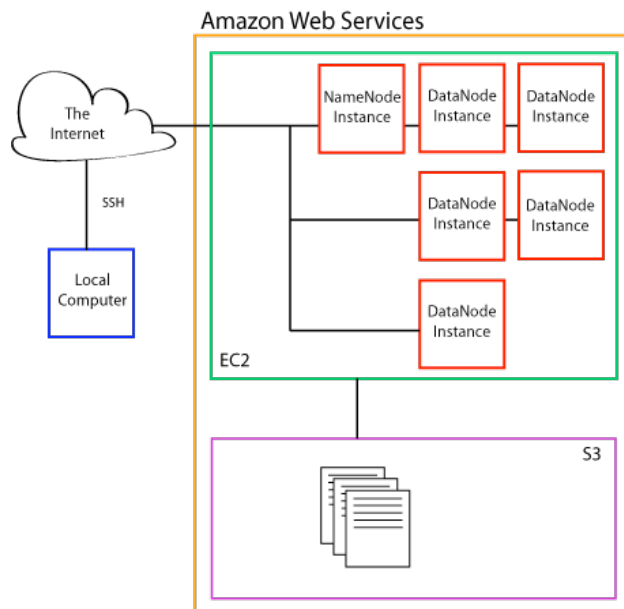 Amazon Web Services
The
Internet
NameNode
Instance
DataNode
Instance
DataNode
Instance
SSH
DataNode
Instance
DataNode
Instance
Local
Computer
DataNode
Instance
EC2
S3